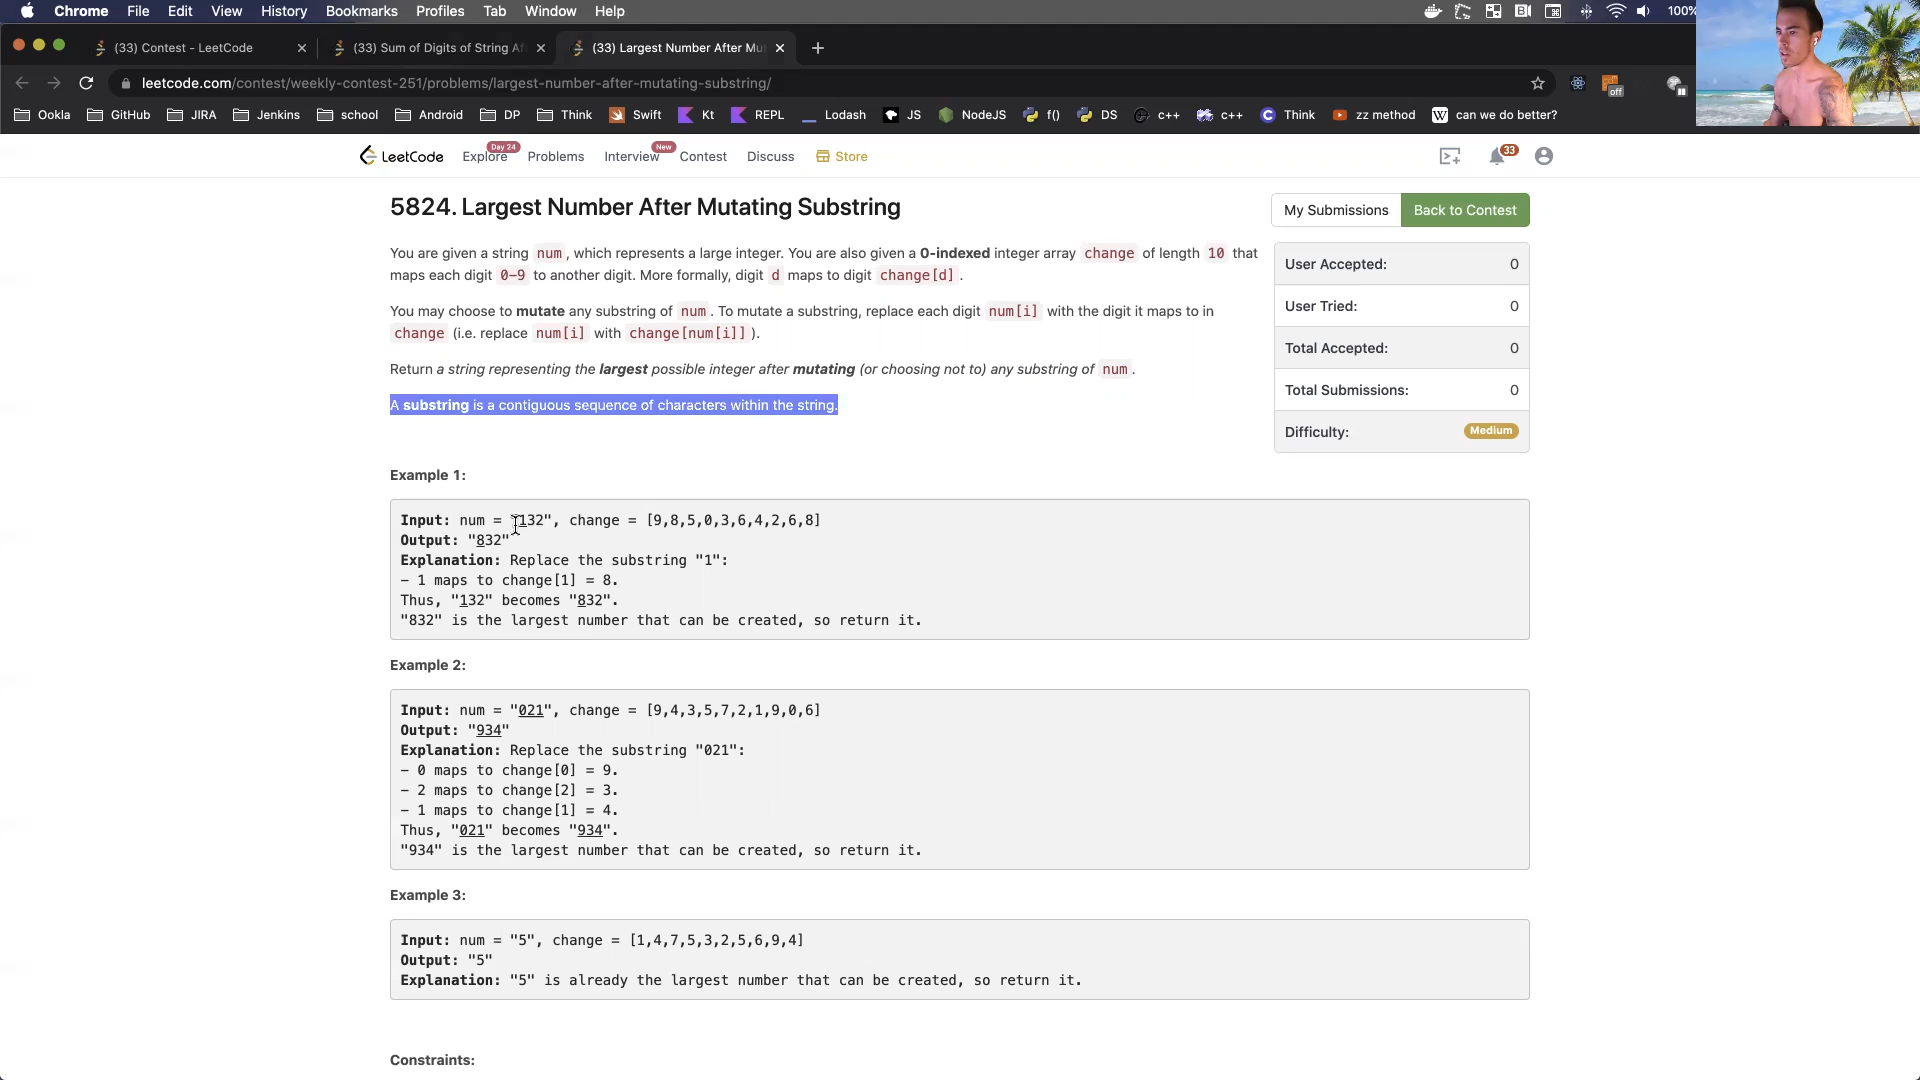 Chrome File Edit View History Bookmarks Profiles Tab Window Help 100%
(33) Contest - LeetCode (33) Sum of Digits of String Af (33) Largest Number After Mu
leetcode.com/contest/weekly-contest-251/problems/largest-number-after-mutating-substring/ off
Ookla GitHub JIRA Jenkins school Android DP Think Swift Kt REPL Lodash JS NodeJS f() DS c++ c++ Think zz method can we do better?
LeetCode Explore Day 24 Problems Interview New Contest Discuss Store 33
5824. Largest Number After Mutating Substring
My Submissions Back to Contest
You are given a string num , which represents a large integer. You are also given a 0-indexed integer array change of length 10 that
maps each digit 0-9 to another digit. More formally, digit d maps to digit change[d] .
You may choose to mutate any substring of num . To mutate a substring, replace each digit num[i] with the digit it maps to in
change (i.e. replace num[i] with change[num[i]] ).
Return a string representing the largest possible integer after mutating (or choosing not to) any substring of num .
A substring is a contiguous sequence of characters within the string.
User Accepted: 0
User Tried: 0
Total Accepted: 0
Total Submissions: 0
Difficulty: Medium
Example 1:
Input: num = "132", change = [9,8,5,0,3,6,4,2,6,8]
Output: "832"
Explanation: Replace the substring "1":
- 1 maps to change[1] = 8.
Thus, "132" becomes "832".
"832" is the largest number that can be created, so return it.
Example 2:
Input: num = "021", change = [9,4,3,5,7,2,1,9,0,6]
Output: "934"
Explanation: Replace the substring "021":
- 0 maps to change[0] = 9.
- 2 maps to change[2] = 3.
- 1 maps to change[1] = 4.
Thus, "021" becomes "934".
"934" is the largest number that can be created, so return it.
Example 3:
Input: num = "5", change = [1,4,7,5,3,2,5,6,9,4]
Output: "5"
Explanation: "5" is already the largest number that can be created, so return it.
Constraints: